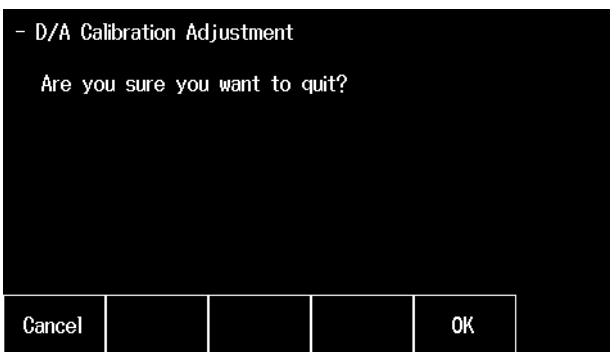 - D/A Calibration Adjustment
Are you sure you want to quit?
Cancel OK